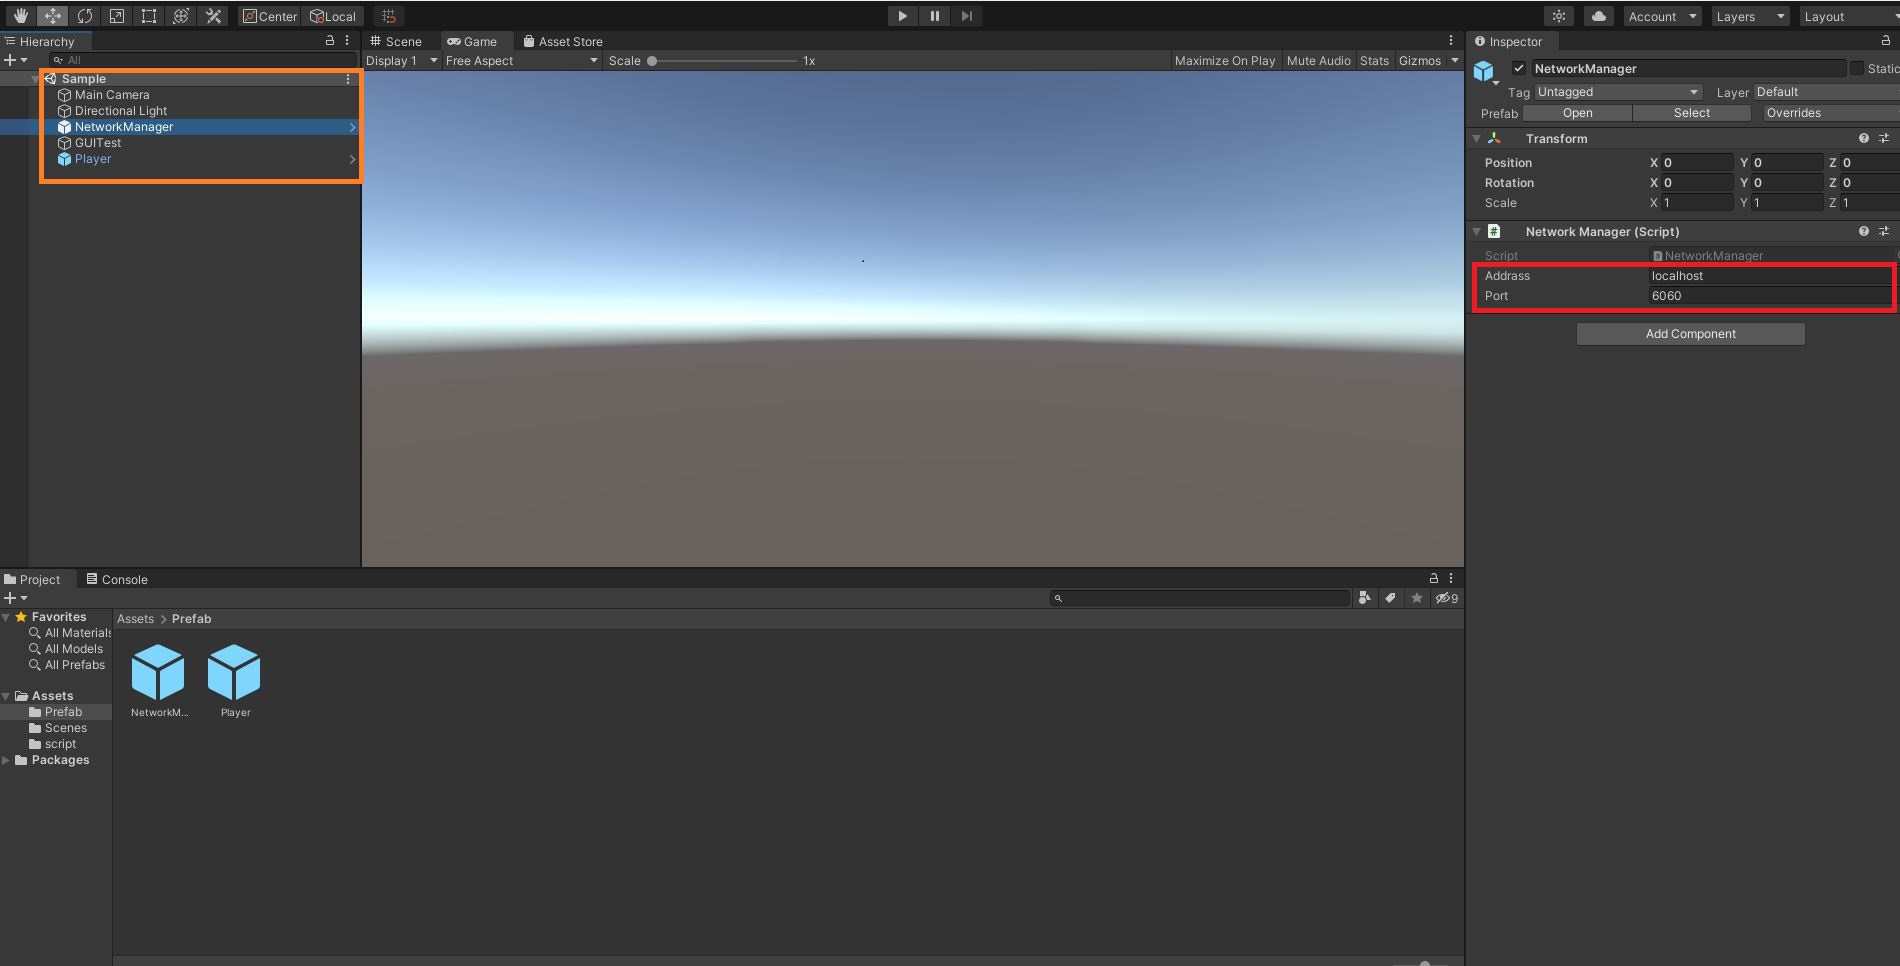 Center Local Account Layers Layout
Hierarchy
All
Sample
Main Camera
Directional Light
NetworkManager
GUITest
Player
Scene Game Asset Store
Display 1 Free Aspect Scale 1x Maximize On Play Mute Audio Stats Gizmos
Inspector
NetworkManager Static
Tag Untagged Layer Default
Prefab Open Select Overrides
Transform
Position X 0 Y 0 Z 0
Rotation X 0 Y 0 Z 0
Scale X 1 Y 1 Z 1
# Network Manager (Script)
Script NetworkManager
Addrass localhost
Port 6060
Add Component
Project Console
9
Favorites
All Materials
All Models
All Prefabs
Assets
Prefab
Scenes
script
Packages
Assets > Prefab
NetworkM... Player